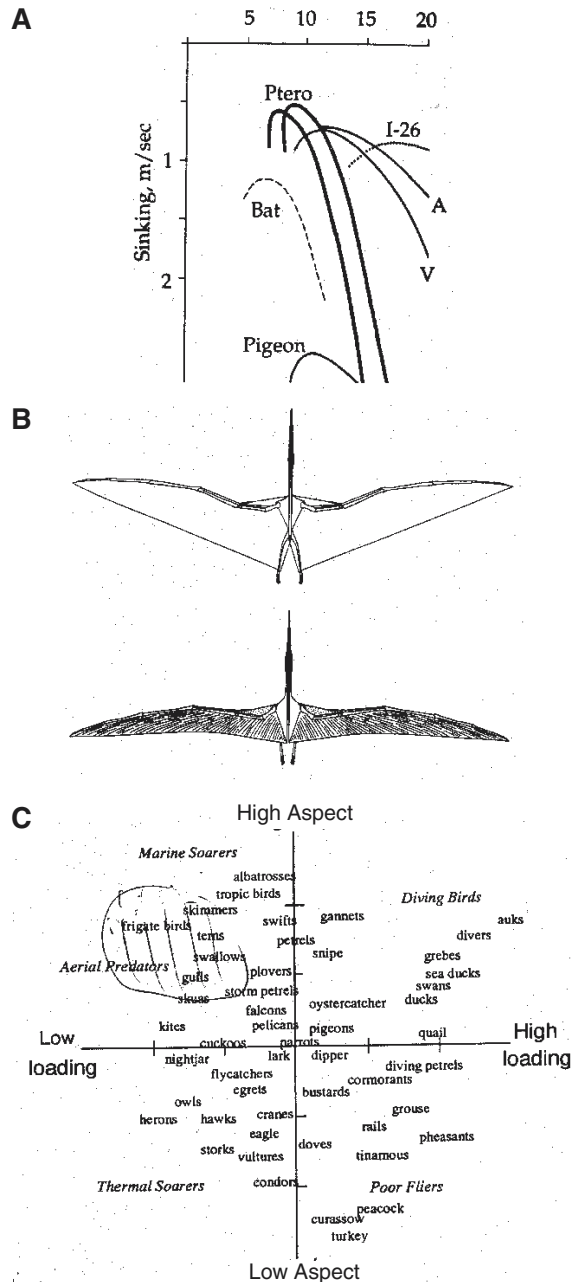 A
5 10 15 20
Ptero
I-26
1
Sinking, m/sec
Bat
A
V
2
Pigeon
B
C
High Aspect
Marine Soarers
albatrosses
tropic birds
Diving Birds
skimmers
frigate birds
swifts
gannets
auks
terns
petrels
divers
swallows
snipe
grebes
Aerial Predators
gulls
plovers
sea ducks
skuas
storm petrels
swans
oystercatcher
ducks
falcons
kites
pelicans
pigeons
quail
Low
loading
High
loading
cuckoos
parrots
nightjar
lark
dipper
diving petrels
flycatchers
cormorants
egrets
bustards
owls
grouse
herons
hawks
cranes
rails
eagle
pheasants
storks
vultures
doves
tinamous
Thermal Soarers
condors
Poor Fliers
peacock
curassow
turkey
Low Aspect